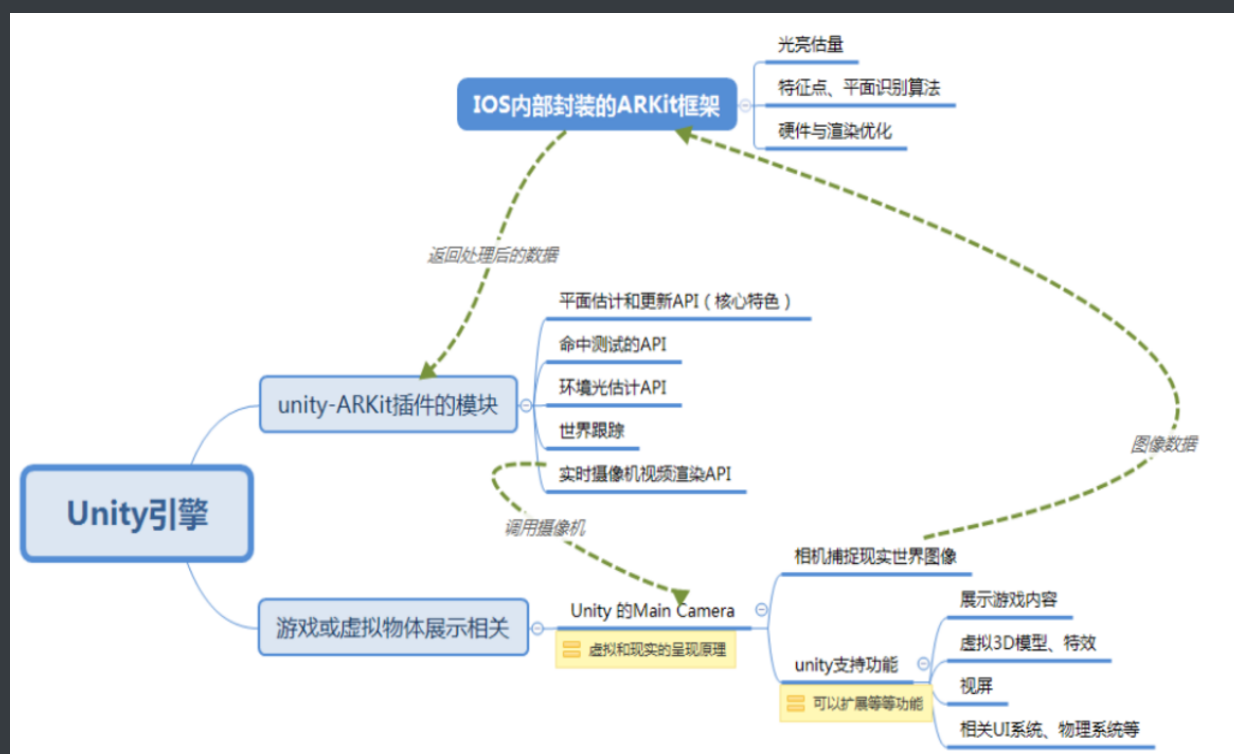 光亮估量
IOS内部封装的ARKit框架
特征点、平面识别算法
硬件与渲染优化
返回处理后的数据
平面估计和更新API（核心特色）
命中测试的API
unity-ARKit插件的模块
环境光估计API
世界跟踪
图像数据
实时摄像机视频渲染API
Unity引擎
调用摄像机
相机捕捉现实世界图像
展示游戏内容
Unity 的Main Camera
游戏或虚拟物体展示相关
虚拟3D模型、特效
虚拟和现实的呈现原理
unity支持功能
视屏
可以扩展等等功能
相关UI系统、物理系统等